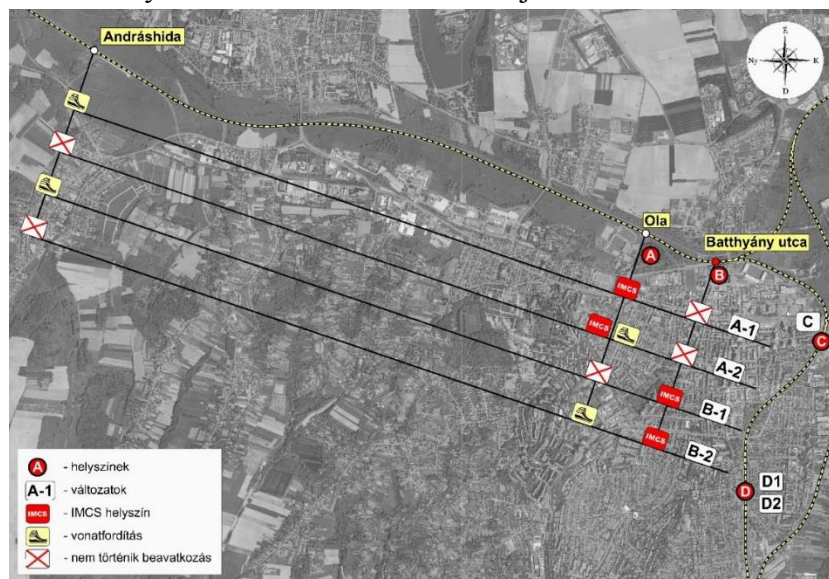 Andráshida
É
Ny
K
D
Ola
Batthyány utca
A
B
IMCS
A-1
C
C
IMCS
A-2
IMCS
B-1
IMCS
B-2
D
D1
D2
A - helyszínek
A-1 - változatok
IMCS - IMCS helyszín
- vonatfordítás
- nem történik beavatkozás